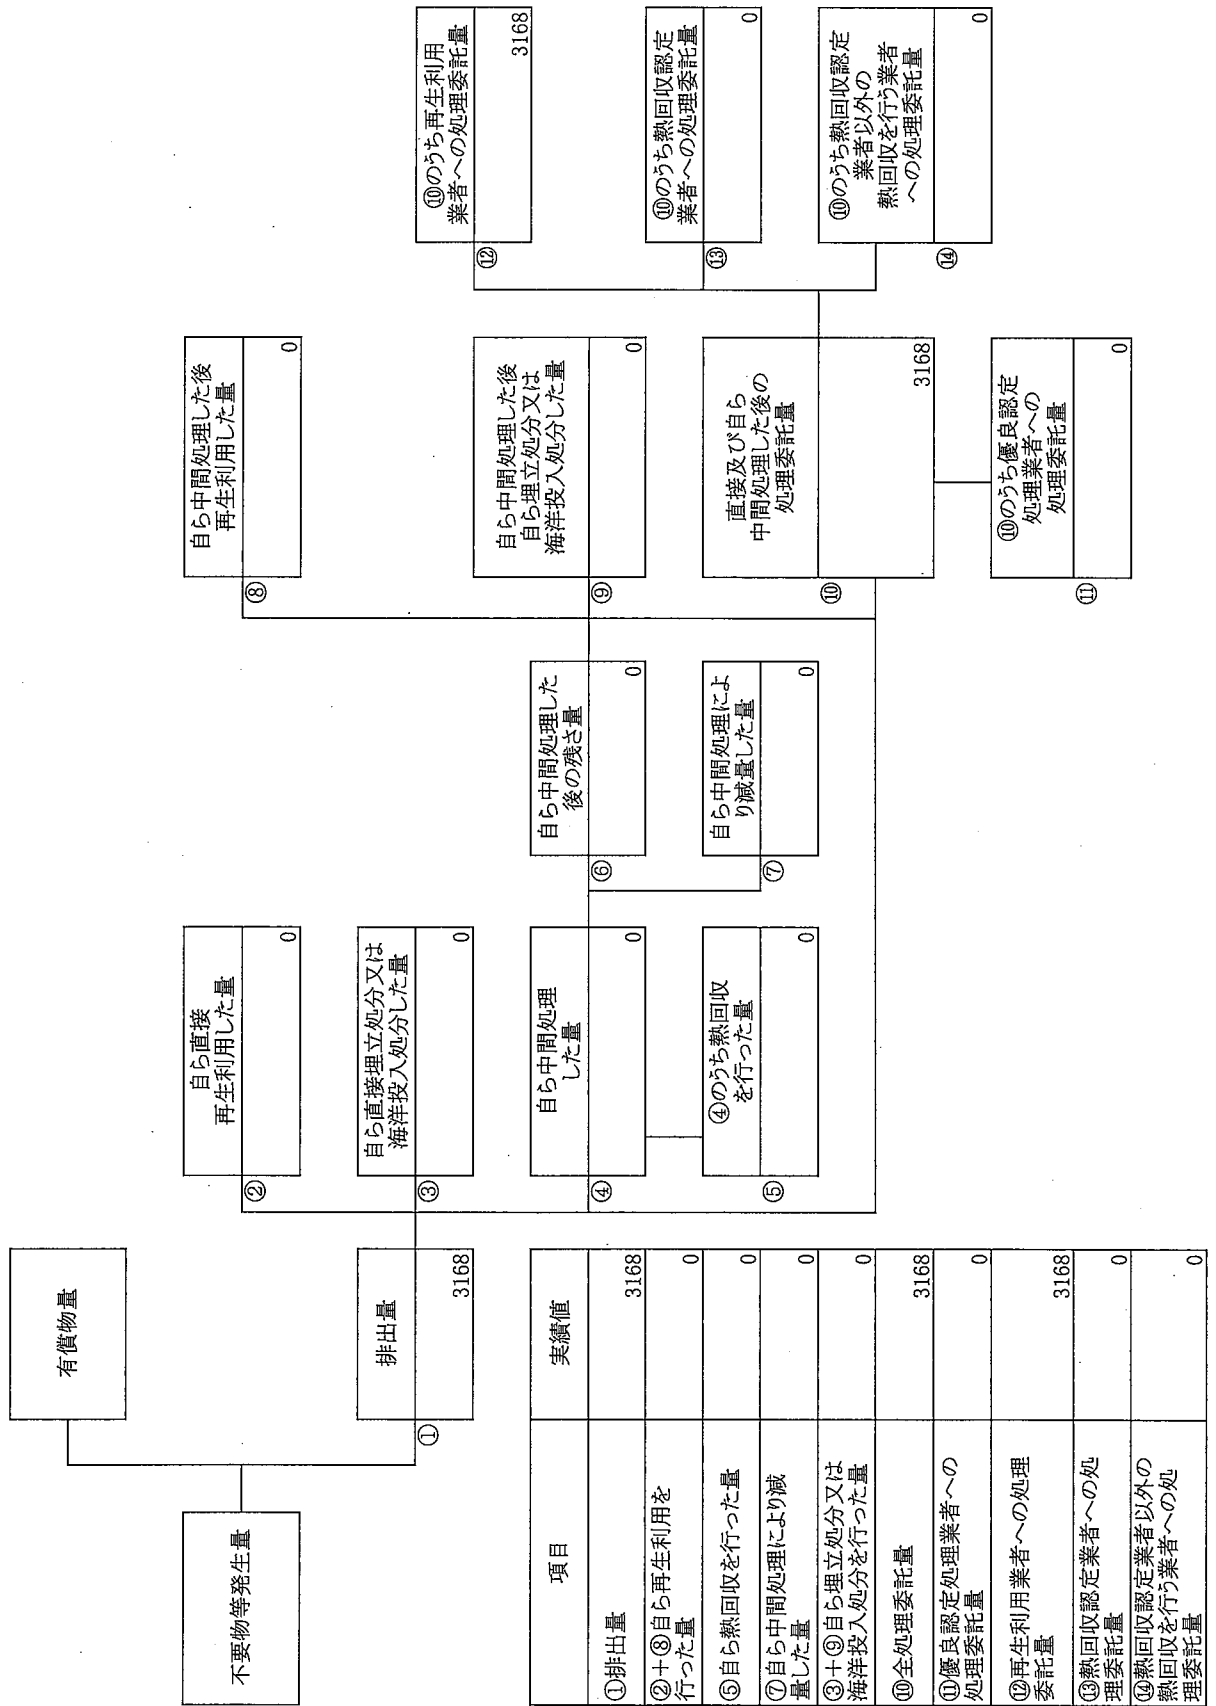 不要物等発生量
有償物量
①
排出量
3168
②
自ら直接
再生利用した量
0
③
自ら直接埋立処分又は
海洋投入処分した量
0
④
自ら中間処理
した量
0
⑤
④のうち熱回収
を行った量
0
⑥
自ら中間処理した
後の残さ量
0
⑦
自ら中間処理によ
り減量した量
0
⑧
自ら中間処理した後
再生利用した量
0
⑨
自ら中間処理した後
自ら埋立処分又は
海洋投入処分した量
0
⑩
直接及び自ら
中間処理した後の
処理委託量
3168
⑪
⑩のうち優良認定
処理業者への
処理委託量
0
⑫
⑩のうち再生利用
業者への処理委託量
3168
⑬
⑩のうち熱回収認定
業者への処理委託量
0
⑭
⑩のうち熱回収認定
業者以外の
熱回収を行う業者
への処理委託量
0
項目 実績値
①排出量 3168
②+⑧自ら再生利用を
行った量 0
⑤自ら熱回収を行った量 0
⑦自ら中間処理により減
量した量 0
③+⑨自ら埋立処分又は
海洋投入処分を行った量 0
⑩全処理委託量 3168
⑪優良認定処理業者への
処理委託量 0
⑫再生利用業者への処理
委託量 3168
⑬熱回収認定業者への処
理委託量 0
⑭熱回収認定業者以外の
熱回収を行う業者への処
理委託量 0